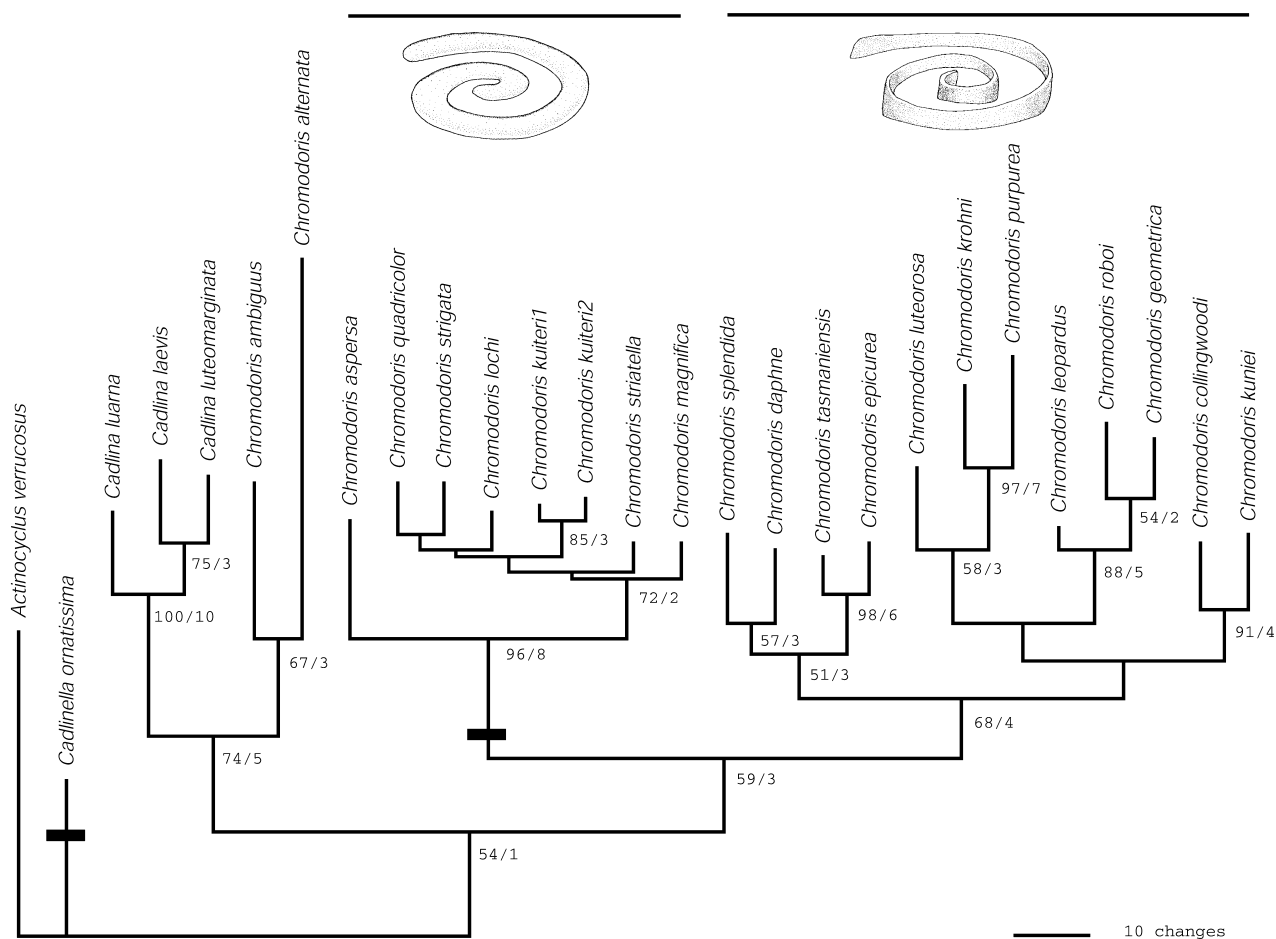 Actinocyclus verrucosus
Cadlinella ornatissima
Cadlina luarna
Cadlina laevis
Cadlina luteomarginata
Chromodoris ambiguus
Chromodoris alternata
Chromodoris aspersa
Chromodoris quadricolor
Chromodoris strigata
Chromodoris lochi
Chromodoris kuiteri1
Chromodoris kuiteri2
Chromodoris striatella
Chromodoris magnifica
Chromodoris splendida
Chromodoris daphne
Chromodoris tasmaniensis
Chromodoris epicurea
Chromodoris luteorosa
Chromodoris krohni
Chromodoris purpurea
Chromodoris leopardus
Chromodoris roboi
Chromodoris geometrica
Chromodoris collingwoodi
Chromodoris kuniei
97/7
54/2
85/3
75/3
58/3
88/5
72/2
100/10
98/6
91/4
57/3
96/8
67/3
51/3
68/4
74/5
59/3
54/1
10 changes